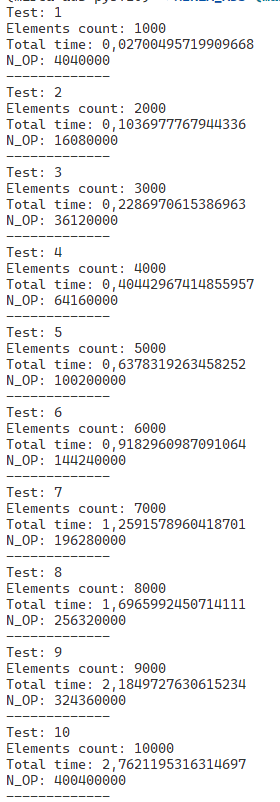 Test: 1
Elements count: 1000
Total time: 0,02700495719909668
N_OP: 4040000
-------------
Test: 2
Elements count: 2000
Total time: 0,1036977767944336
N_OP: 16080000
-------------
Test: 3
Elements count: 3000
Total time: 0,2286970615386963
N_OP: 36120000
-------------
Test: 4
Elements count: 4000
Total time: 0,40442967414855957
N_OP: 64160000
-------------
Test: 5
Elements count: 5000
Total time: 0,6378319263458252
N_OP: 100200000
-------------
Test: 6
Elements count: 6000
Total time: 0,9182960987091064
N_OP: 144240000
-------------
Test: 7
Elements count: 7000
Total time: 1,2591578960418701
N_OP: 196280000
-------------
Test: 8
Elements count: 8000
Total time: 1,6965992450714111
N_OP: 256320000
-------------
Test: 9
Elements count: 9000
Total time: 2,1849727630615234
N_OP: 324360000
-------------
Test: 10
Elements count: 10000
Total time: 2,7621195316314697
N_OP: 400400000
-------------